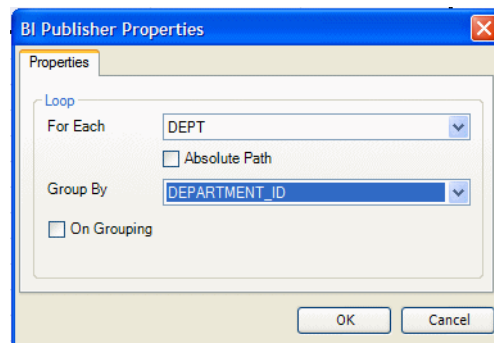 BI Publisher Properties
Properties
Loop
For Each DEPT
Absolute Path
Group By DEPARTMENT_ID
On Grouping
OK Cancel